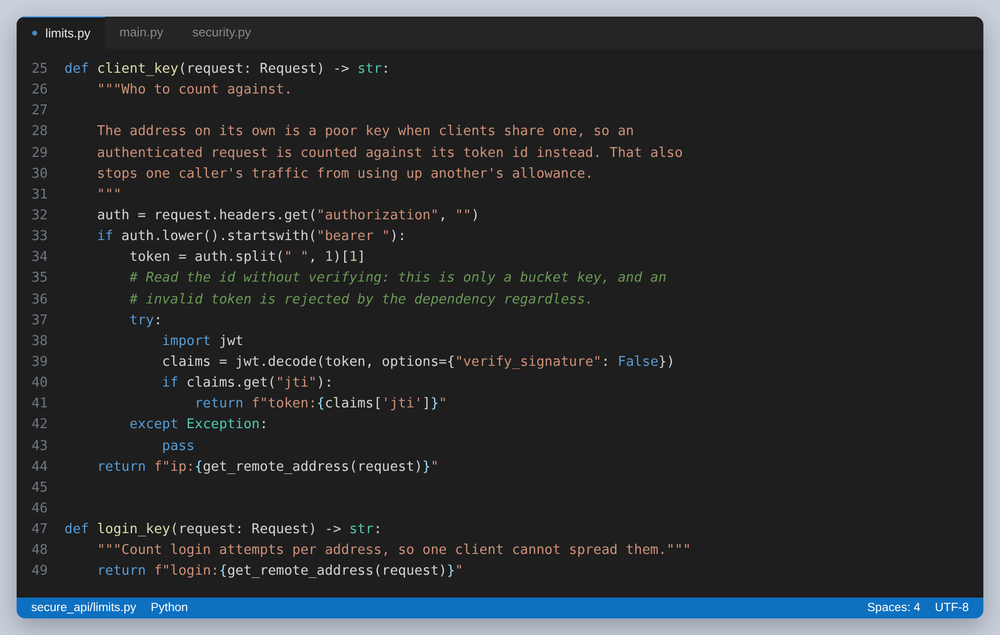 limits.py main.py security.py
25 def client_key(request: Request) -> str:
26     """Who to count against.
27
28     The address on its own is a poor key when clients share one, so an
29     authenticated request is counted against its token id instead. That also
30     stops one caller's traffic from using up another's allowance.
31     """
32     auth = request.headers.get("authorization", "")
33     if auth.lower().startswith("bearer "):
34         token = auth.split(" ", 1)[1]
35         # Read the id without verifying: this is only a bucket key, and an
36         # invalid token is rejected by the dependency regardless.
37         try:
38             import jwt
39             claims = jwt.decode(token, options={"verify_signature": False})
40             if claims.get("jti"):
41                 return f"token:{claims['jti']}"
42         except Exception:
43             pass
44     return f"ip:{get_remote_address(request)}"
45
46
47 def login_key(request: Request) -> str:
48     """Count login attempts per address, so one client cannot spread them."""
49     return f"login:{get_remote_address(request)}"
secure_api/limits.py Python Spaces: 4 UTF-8